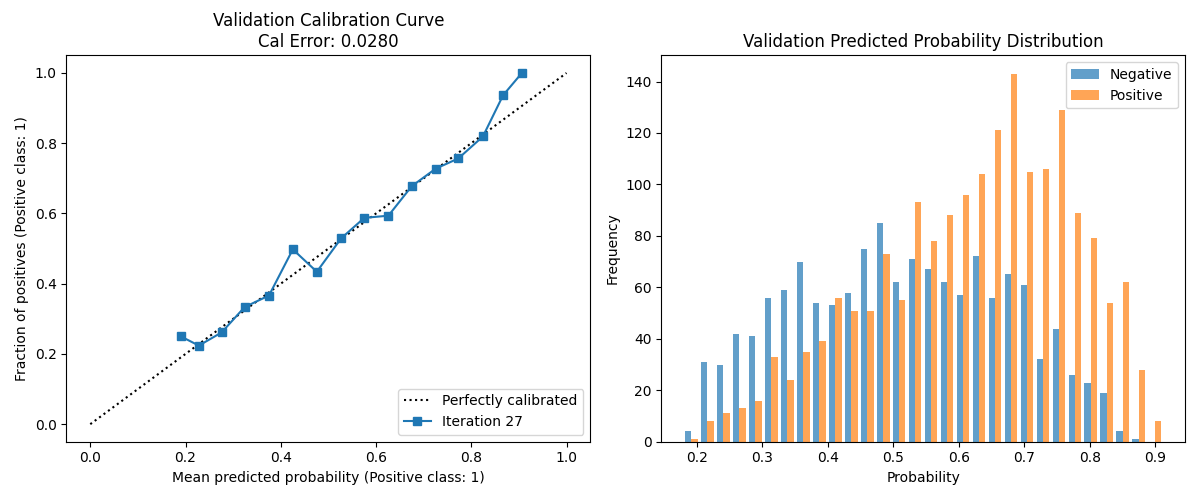 Validation Calibration Curve
Cal Error: 0.0280
Fraction of positives (Positive class: 1)
1.0
0.8
0.6
0.4
0.2
0.0
Perfectly calibrated
Iteration 27
0.0 0.2 0.4 0.6 0.8 1.0
Mean predicted probability (Positive class: 1)
Validation Predicted Probability Distribution
Negative
Positive
Frequency
140
120
100
80
60
40
20
0
0.2 0.3 0.4 0.5 0.6 0.7 0.8 0.9
Probability